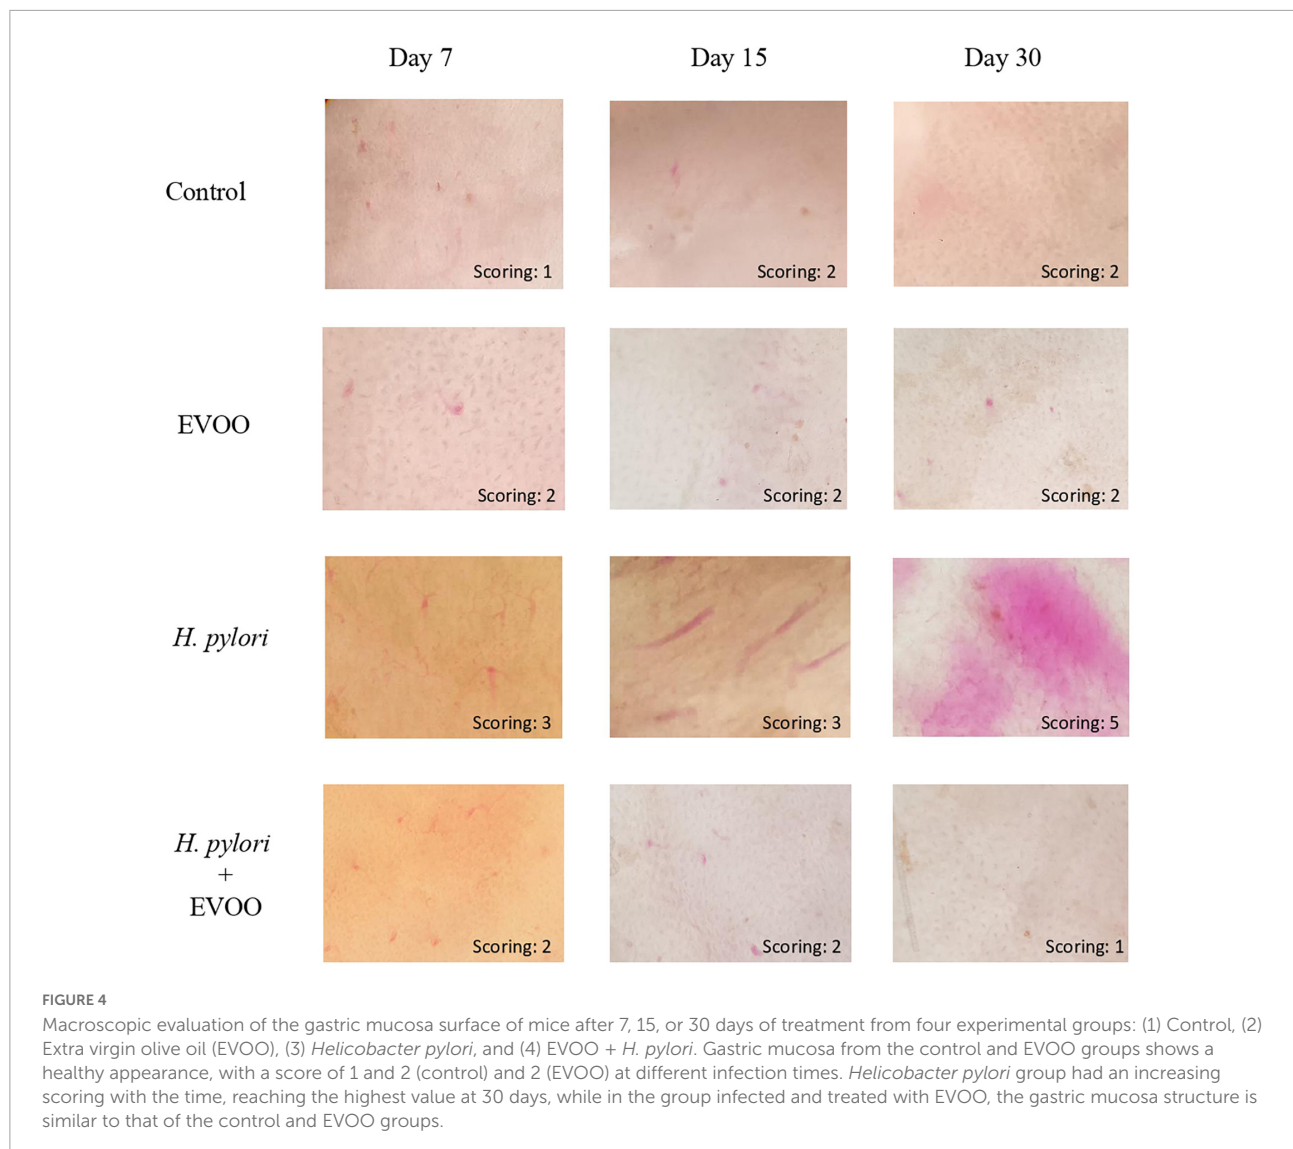 Day 7
Day 15
Day 30
Control
Scoring: 1
Scoring: 2
Scoring: 2
EVOO
Scoring: 2
Scoring: 2
Scoring: 2
H. pylori
Scoring: 3
Scoring: 3
Scoring: 5
H. pylori
+
EVOO
Scoring: 2
Scoring: 2
Scoring: 1
FIGURE 4
Macroscopic evaluation of the gastric mucosa surface of mice after 7, 15, or 30 days of treatment from four experimental groups: (1) Control, (2)
Extra virgin olive oil (EVOO), (3) Helicobacter pylori, and (4) EVOO + H. pylori. Gastric mucosa from the control and EVOO groups shows a
healthy appearance, with a score of 1 and 2 (control) and 2 (EVOO) at different infection times. Helicobacter pylori group had an increasing
scoring with the time, reaching the highest value at 30 days, while in the group infected and treated with EVOO, the gastric mucosa structure is
similar to that of the control and EVOO groups.